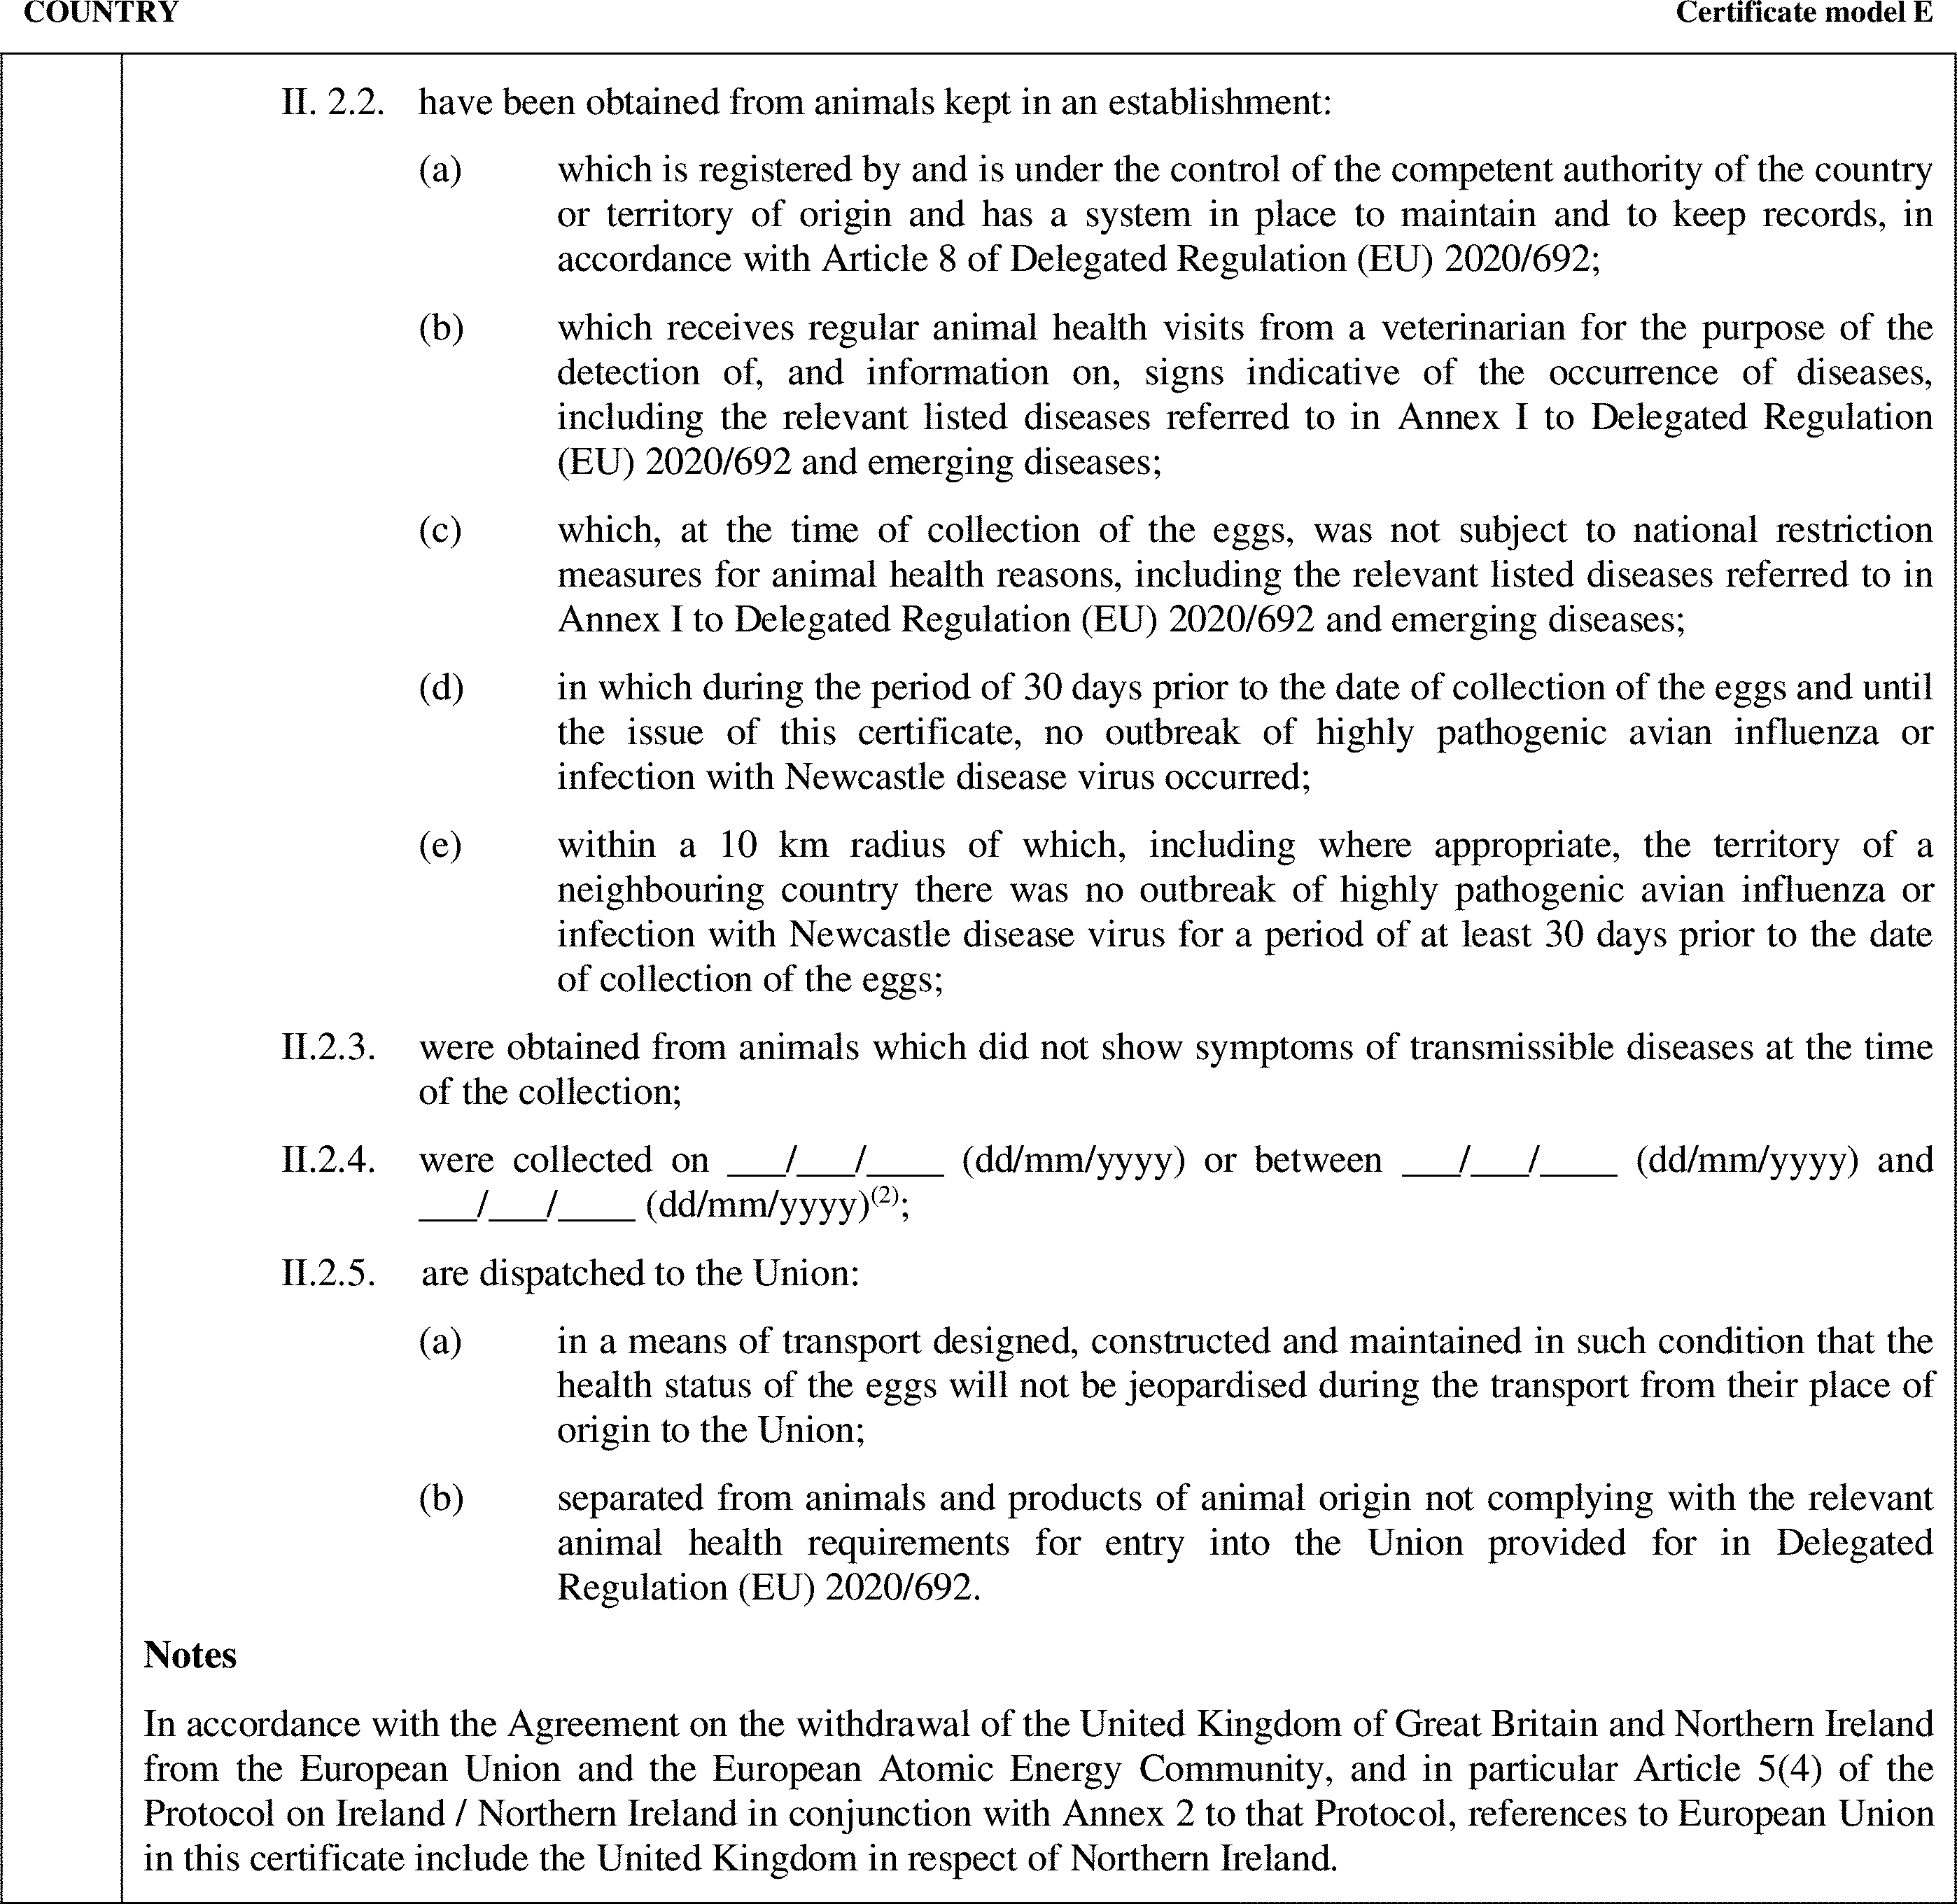 COUNTRY Certificate model E
II. 2.2. have been obtained from animals kept in an establishment:
(a) which is registered by and is under the control of the competent authority of the country
or territory of origin and has a system in place to maintain and to keep records, in
accordance with Article 8 of Delegated Regulation (EU) 2020/692;
(b) which receives regular animal health visits from a veterinarian for the purpose of the
detection of, and information on, signs indicative of the occurrence of diseases,
including the relevant listed diseases referred to in Annex I to Delegated Regulation
(EU) 2020/692 and emerging diseases;
(c) which, at the time of collection of the eggs, was not subject to national restriction
measures for animal health reasons, including the relevant listed diseases referred to in
Annex I to Delegated Regulation (EU) 2020/692 and emerging diseases;
(d) in which during the period of 30 days prior to the date of collection of the eggs and until
the issue of this certificate, no outbreak of highly pathogenic avian influenza or
infection with Newcastle disease virus occurred;
(e) within a 10 km radius of which, including where appropriate, the territory of a
neighbouring country there was no outbreak of highly pathogenic avian influenza or
infection with Newcastle disease virus for a period of at least 30 days prior to the date
of collection of the eggs;
II.2.3. were obtained from animals which did not show symptoms of transmissible diseases at the time
of the collection;
II.2.4. were collected on ___/___/____ (dd/mm/yyyy) or between ___/___/____ (dd/mm/yyyy) and
___/___/____ (dd/mm/yyyy)(2);
II.2.5. are dispatched to the Union:
(a) in a means of transport designed, constructed and maintained in such condition that the
health status of the eggs will not be jeopardised during the transport from their place of
origin to the Union;
(b) separated from animals and products of animal origin not complying with the relevant
animal health requirements for entry into the Union provided for in Delegated
Regulation (EU) 2020/692.
Notes
In accordance with the Agreement on the withdrawal of the United Kingdom of Great Britain and Northern Ireland
from the European Union and the European Atomic Energy Community, and in particular Article 5(4) of the
Protocol on Ireland / Northern Ireland in conjunction with Annex 2 to that Protocol, references to European Union
in this certificate include the United Kingdom in respect of Northern Ireland.